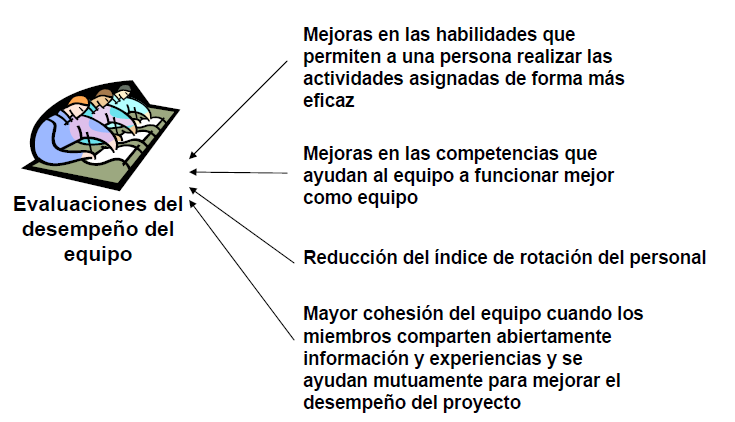 Mejoras en las habilidades que
permiten a una persona realizar las
actividades asignadas de forma más
eficaz
Mejoras en las competencias que
ayudan al equipo a funcionar mejor
como equipo
Evaluaciones del
desempeño del
equipo
Reducción del índice de rotación del personal
Mayor cohesión del equipo cuando los
miembros comparten abiertamente
información y experiencias y se
ayudan mutuamente para mejorar el
desempeño del proyecto